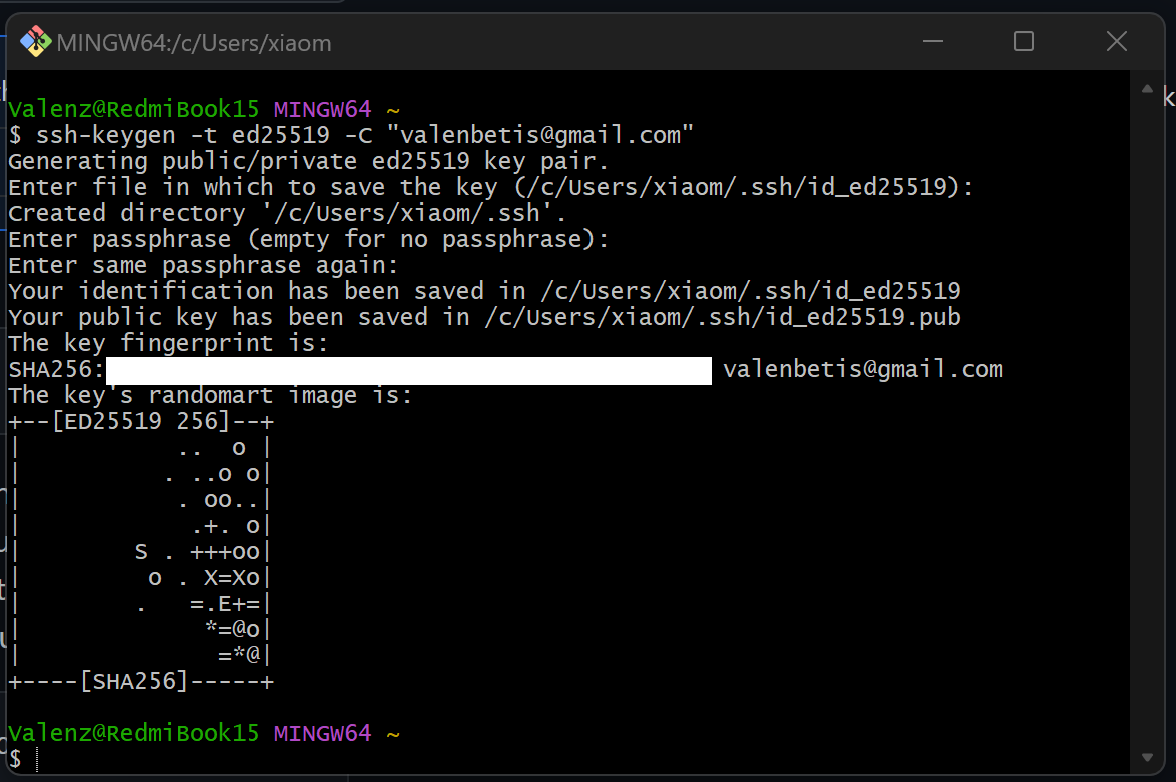 MINGW64:/c/Users/xiaom
Valenz@RedmiBook15 MINGW64 ~
$ ssh-keygen -t ed25519 -C "valenbetis@gmail.com"
Generating public/private ed25519 key pair.
Enter file in which to save the key (/c/Users/xiaom/.ssh/id_ed25519):
Created directory '/c/Users/xiaom/.ssh'.
Enter passphrase (empty for no passphrase):
Enter same passphrase again:
Your identification has been saved in /c/Users/xiaom/.ssh/id_ed25519
Your public key has been saved in /c/Users/xiaom/.ssh/id_ed25519.pub
The key fingerprint is:
SHA256: valenbetis@gmail.com
The key's randomart image is:
+--[ED25519 256]--+
|           ..  o |
|          . ..o o|
|           . oo..|
|            .+. o|
|        S . +++oo|
|         o . X=Xo|
|        .   =.E+=|
|             *=@o|
|              =*@|
+----[SHA256]-----+
Valenz@RedmiBook15 MINGW64 ~
$